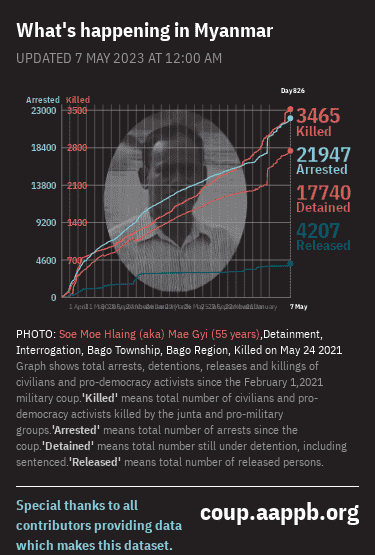 What's happening in Myanmar
UPDATED 7 MAY 2023 AT 12:00 AM
Day826
Arrested Killed
23000 3500
3465
Killed
18400 2800
21947
Arrested
13800 2100
17740
Detained
9200 1400
4207
Released
4600 700
0
7 May
PHOTO: Soe Moe Hlaing (aka) Mae Gyi (55 years),Detainment,
Interrogation, Bago Township, Bago Region, Killed on May 24 2021
Graph shows total arrests, detentions, releases and killings of
civilians and pro-democracy activists since the February 1,2021
military coup.'Killed' means total number of civilians and pro-
democracy activists killed by the junta and pro-military
groups.'Arrested' means total number of arrests since the
coup.'Detained' means total number still under detention, including
sentenced.'Released' means total number of released persons.
Special thanks to all
contributors providing data
which makes this dataset.
coup.aappb.org